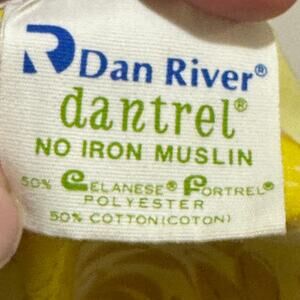 Dan River®
dantrel®
NO IRON MUSLIN
50% CELANESE® FORTREL®
POLYESTER
50% COTTON(COTON)